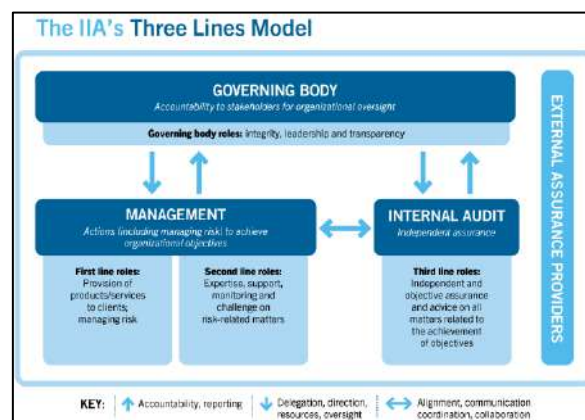 The IIA's Three Lines Model
GOVERNING BODY
Accountability to stakeholders for organizational oversight
Governing body roles: integrity, leadership and transparency
MANAGEMENT
Actions (including managing risk) to achieve
organizational objectives
First line roles:
Provision of
products/services
to clients;
managing risk
Second line roles:
Expertise, support,
monitoring and
challenge on
risk-related matters
INTERNAL AUDIT
Independent assurance
Third line roles:
Independent and
objective assurance
and advice on all
matters related to
the achievement
of objectives
EXTERNAL ASSURANCE PROVIDERS
KEY:
Accountability, reporting
Delegation, direction,
resources, oversight
Alignment, communication
coordination, collaboration